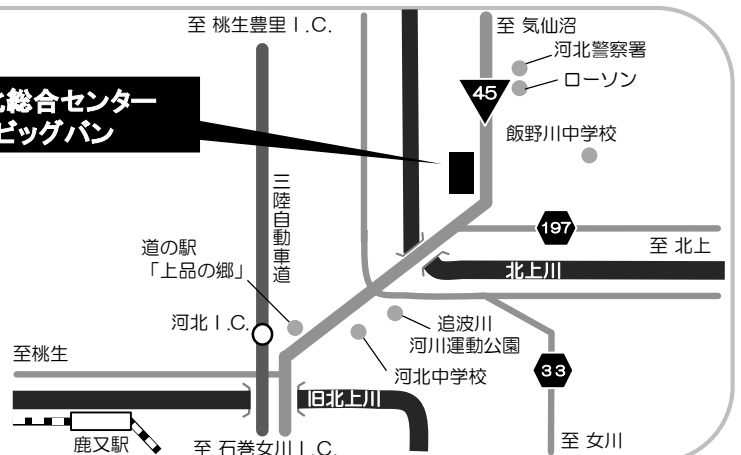 至 桃生豊里 I .C.
至 気仙沼
河北警察署
ローソン
45
総合センター
ビッグバン
飯野川中学校
三陸自動車道
197
至 北上
道の駅
「上品の郷」
北上川
河北 I .C.
追波川
河川運動公園
至桃生
河北中学校
33
旧北上川
鹿又駅
至 石巻女川 I .C.
至 女川